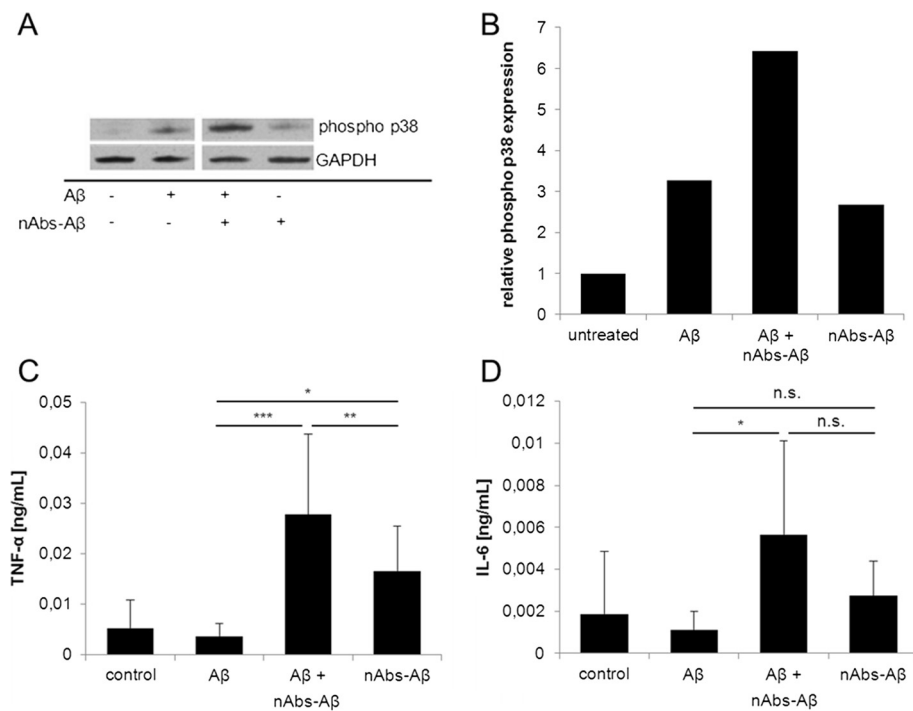 A
phospho p38
GAPDH
Aβ - + + -
nAbs-Aβ - - + +
B
relative phospho p38 expression
7
6
5
4
3
2
1
0
untreated Aβ Aβ + nAbs-Aβ
nAbs-Aβ
C
TNF-α [ng/mL]
0,05
0,04
0,03
0,02
0,01
0
*
*** **
control Aβ Aβ + nAbs-Aβ
nAbs-Aβ
D
IL-6 [ng/mL]
0,012
0,01
0,008
0,006
0,004
0,002
0
n.s.
* n.s.
control Aβ Aβ + nAbs-Aβ
nAbs-Aβ